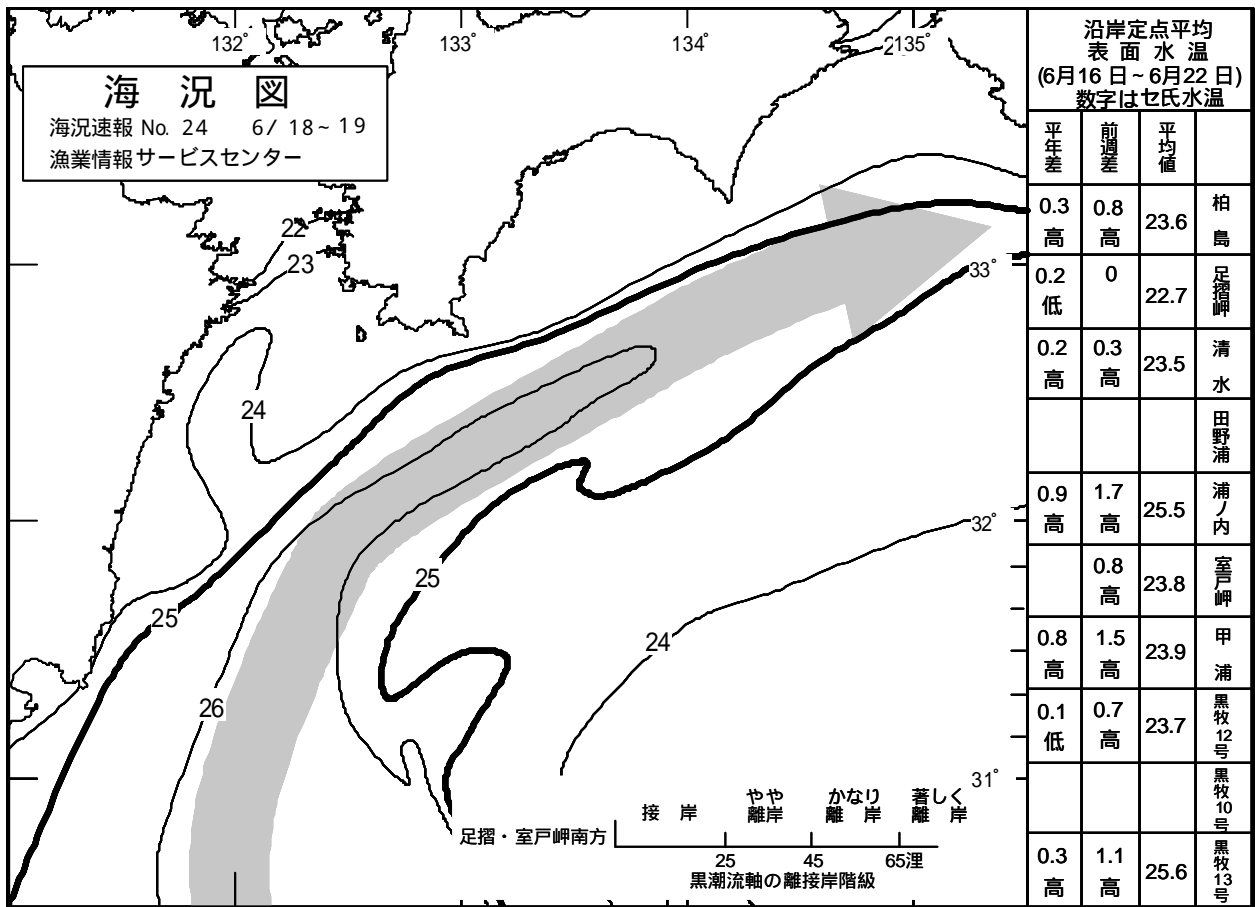 132°
133°
134°
2
135°
海 況 図
海況速報 No. 24 6/ 18~ 19
漁業情報サービスセンター
22
23
33°
24
32°
25
25
24
26
31°
接 岸
やや
離岸
かなり
離 岸
著しく
離 岸
足摺・室戸岬南方
25
45
65浬
黒潮流軸の離接岸階級
沿岸定点平均
表 面 水 温
(6月16 日~6月22 日)
数字はセ氏水温
平年差 前週差 平均値
0.3高 0.8高 23.6 柏島
0.2低 0 22.7 足摺岬
0.2高 0.3高 23.5 清水
田野浦
0.9高 1.7高 25.5 浦ノ内
0.8高 23.8 室戸岬
0.8高 1.5高 23.9 甲浦
0.1低 0.7高 23.7 黒牧12号
黒牧10号
0.3高 1.1高 25.6 黒牧13号